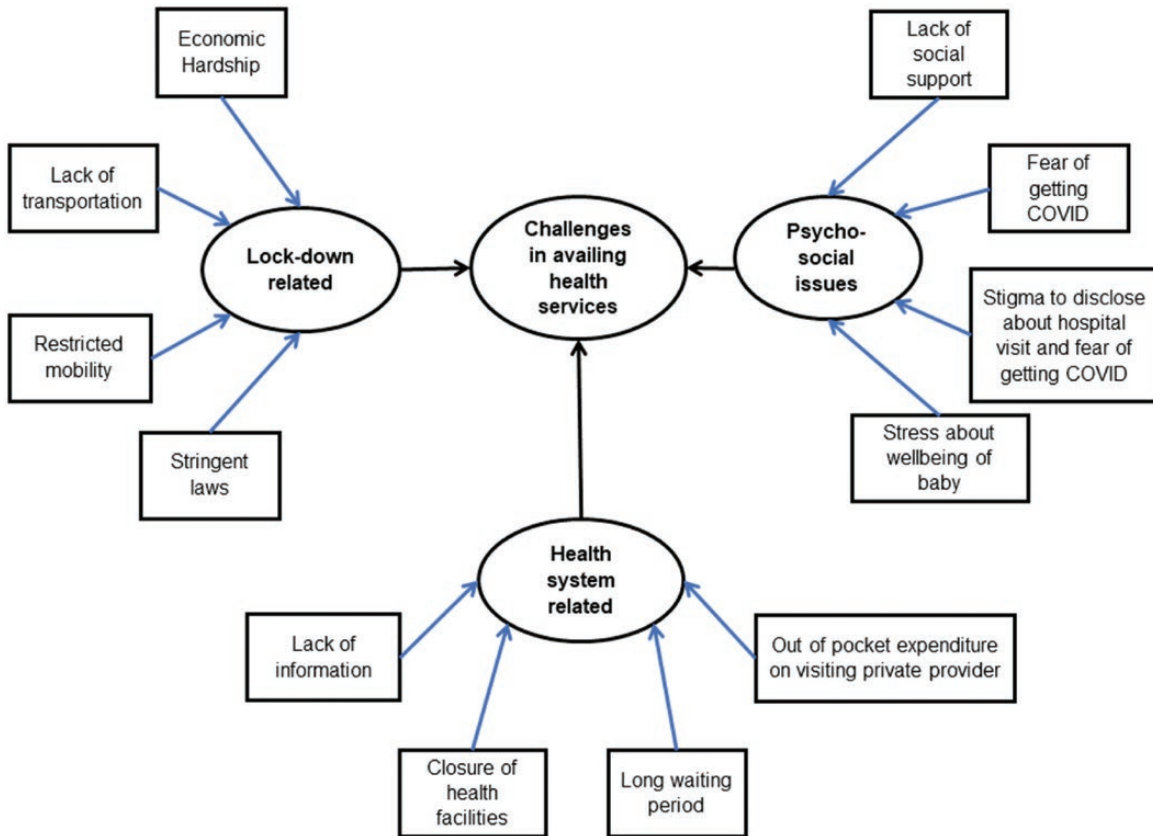 Economic
Hardship
Lack of
transportation
Restricted
mobility
Stringent
laws
Lock-down
related
Challenges
in availing
health
services
Psycho-
social
issues
Lack of
social
support
Fear of
getting
COVID
Stigma to disclose
about hospital
visit and fear of
getting COVID
Stress about
wellbeing of
baby
Health
system
related
Lack of
information
Closure of
health
facilities
Long waiting
period
Out of pocket expenditure
on visiting private provider